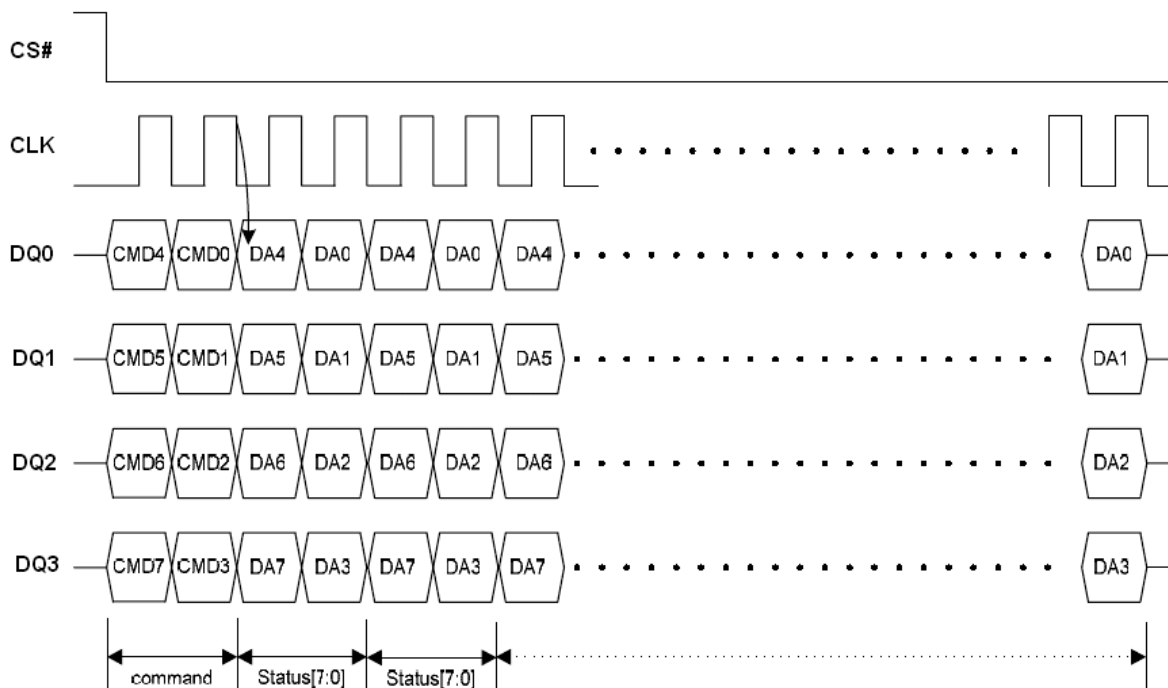 CS#
CLK
DQ0 CMD4 CMD0 DA4 DA0 DA4 DA0 DA4 DA0
DQ1 CMD5 CMD1 DA5 DA1 DA5 DA1 DA5 DA1
DQ2 CMD6 CMD2 DA6 DA2 DA6 DA2 DA6 DA2
DQ3 CMD7 CMD3 DA7 DA3 DA7 DA3 DA7 DA3
command Status[7:0] Status[7:0]